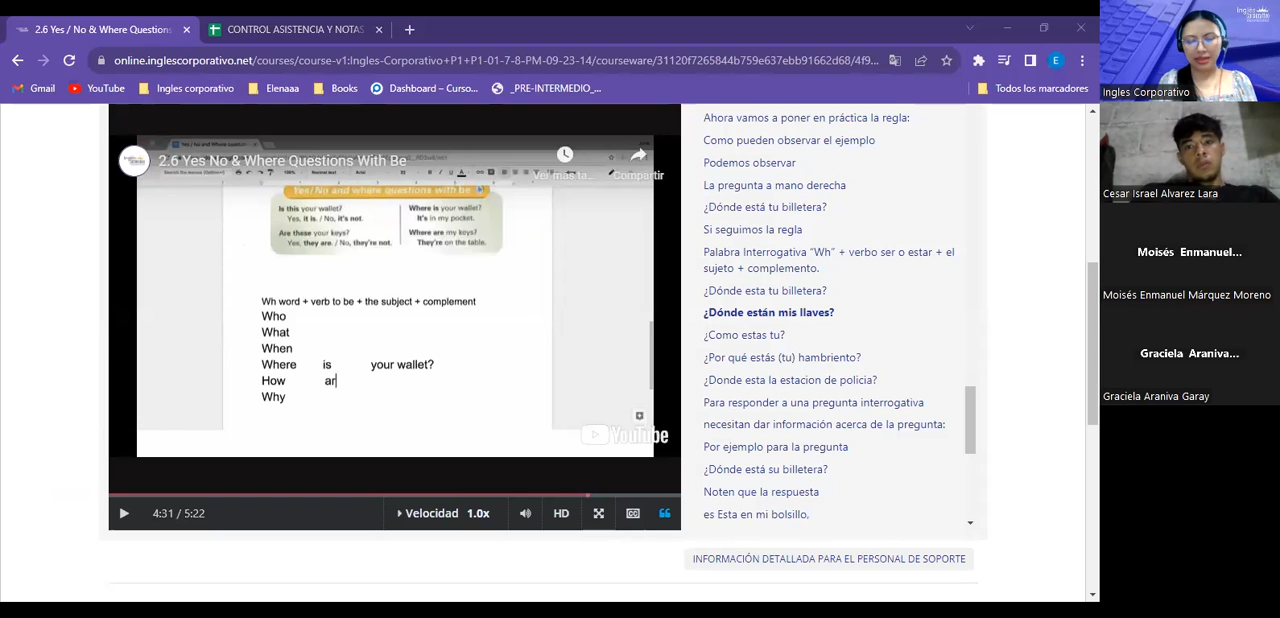 2.6 Yes / No & Where Questions
CONTROL ASISTENCIA Y NOTAS
online.inglescorporativo.net/courses/course-v1:Ingles-Corporativo+P1+P1-01-7-8-PM-09-23-14/courseware/31120f7265844b759e637ebb91662d68/4f9...
E
Gmail
YouTube
Ingles corporativo
Elenaaa
Books
Dashboard – Curso...
_PRE-INTERMEDIO_...
Todos los marcadores
2.6 Yes No & Where Questions With Be
Ver más ta...
Compartir
Yes/No and where questions with be
Is this your wallet?
Yes, it is. / No, it's not.
Are these your keys?
Yes, they are. / No, they're not.
Where is your wallet?
It's in my pocket.
Where are my keys?
They're on the table.
Wh word + verb to be + the subject + complement
Who
What
When
Where is your wallet?
How ar
Why
YouTube
4:31 / 5:22
Velocidad 1.0x
HD
Ahora vamos a poner en práctica la regla:
Como pueden observar el ejemplo
Podemos observar
La pregunta a mano derecha
¿Dónde está tu billetera?
Si seguimos la regla
Palabra Interrogativa "Wh" + verbo ser o estar + el
sujeto + complemento.
¿Dónde esta tu billetera?
¿Dónde están mis llaves?
¿Como estas tu?
¿Por qué estás (tu) hambriento?
¿Donde esta la estacion de policia?
Para responder a una pregunta interrogativa
necesitan dar información acerca de la pregunta:
Por ejemplo para la pregunta
¿Dónde está su billetera?
Noten que la respuesta
es Esta en mi bolsillo,
INFORMACIÓN DETALLADA PARA EL PERSONAL DE SOPORTE
Ingles Corporativo
Cesar Israel Alvarez Lara
Moisés Enmanuel...
Moisés Enmanuel Márquez Moreno
Graciela Araniva...
Graciela Araniva Garay